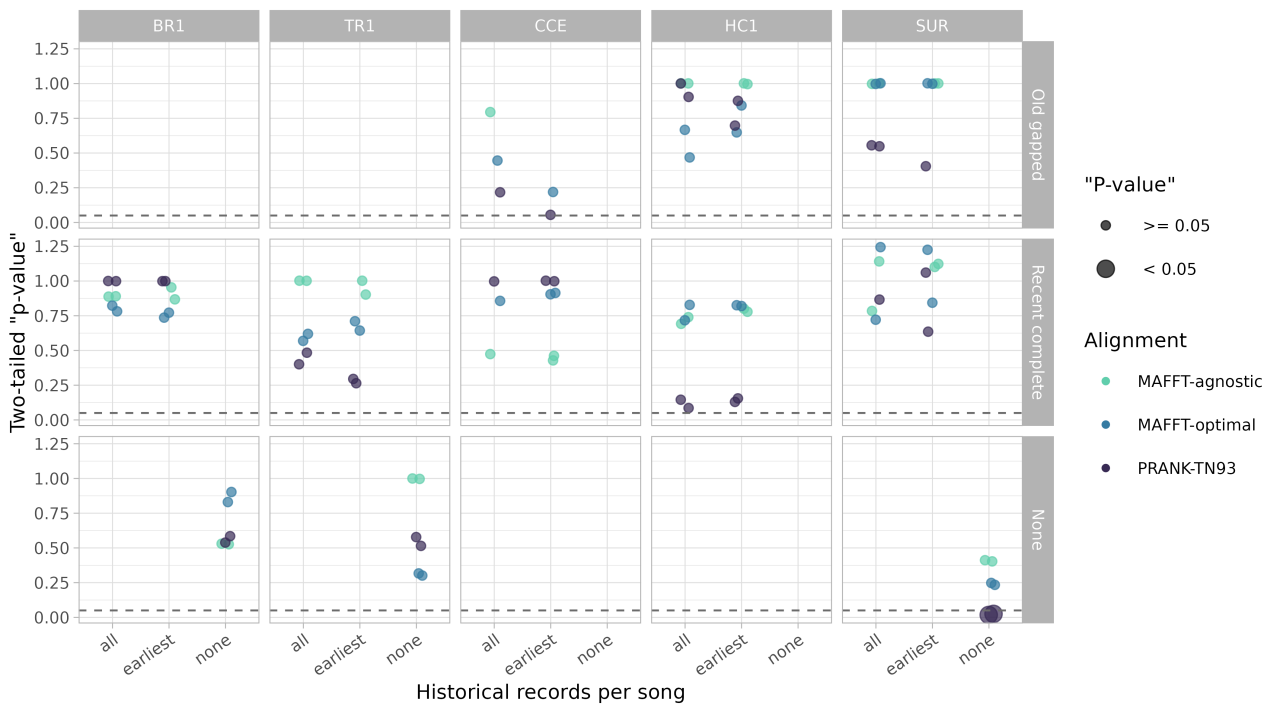 BR1 TR1 CCE HC1 SUR
1.25
1.00
0.75
0.50
0.25
0.00
Old gapped
1.25
1.00
0.75
0.50
0.25
0.00
Recent complete
1.25
1.00
0.75
0.50
0.25
0.00
None
Two-tailed "p-value"
all earliest none all earliest none all earliest none all earliest none all earliest none
Historical records per song
"P-value"
>= 0.05
< 0.05
Alignment
MAFFT-agnostic
MAFFT-optimal
PRANK-TN93